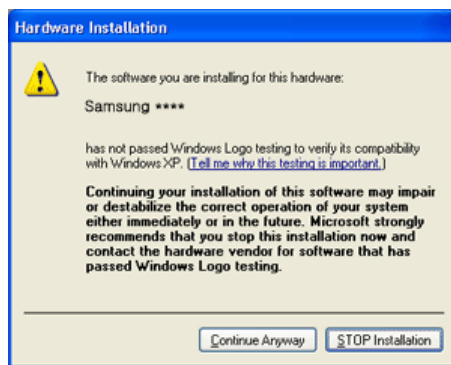 Hardware Installation
The software you are installing for this hardware:
Samsung ****
has not passed Windows Logo testing to verify its compatibility
with Windows XP. (Tell me why this testing is important.)
Continuing your installation of this software may impair
or destabilize the correct operation of your system
either immediately or in the future. Microsoft strongly
recommends that you stop this installation now and
contact the hardware vendor for software that has
passed Windows Logo testing.
Continue Anyway STOP Installation